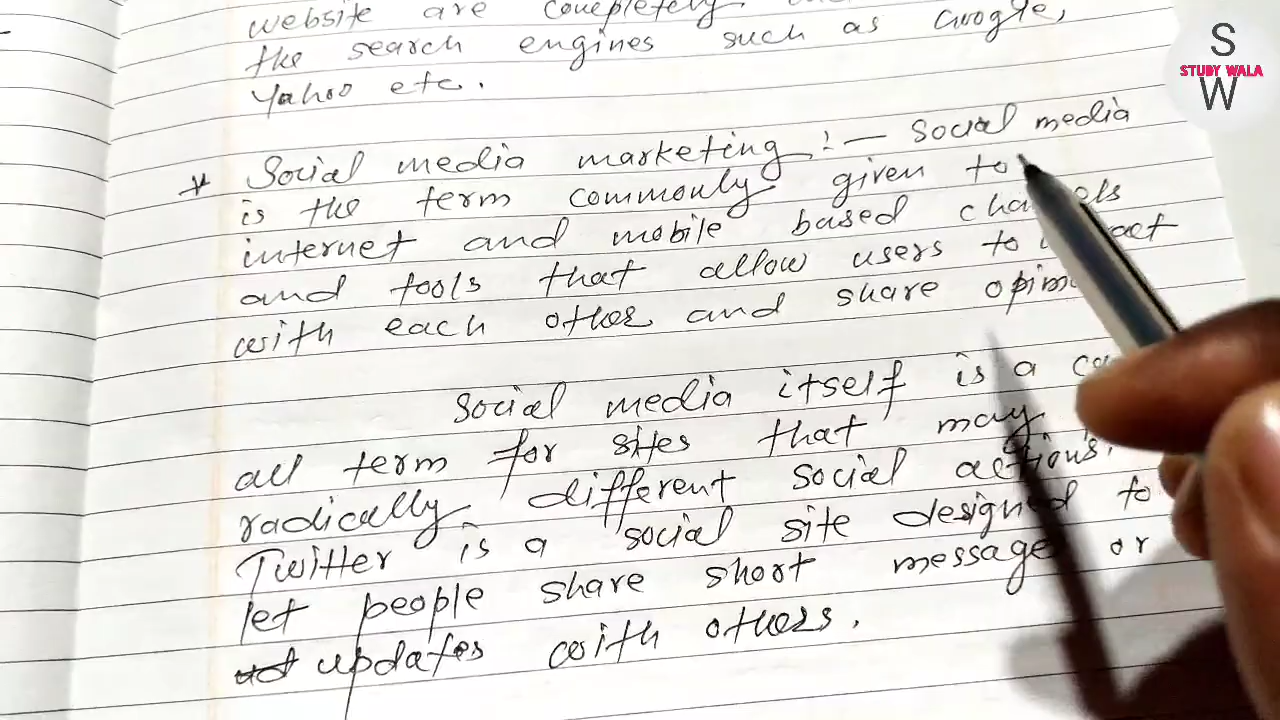 website are completely
the search engines such as Google,
Yahoo etc.
* Social media marketing :- Social media
is the term commonly given to
internet and mobile based
and tools that allow users to
with each other and share
Social media itself is a
all term for sites that may
radically different social actions.
Twitter is a social site designed to
let people share short message or
updates with others.
S
STUDY WALA
W